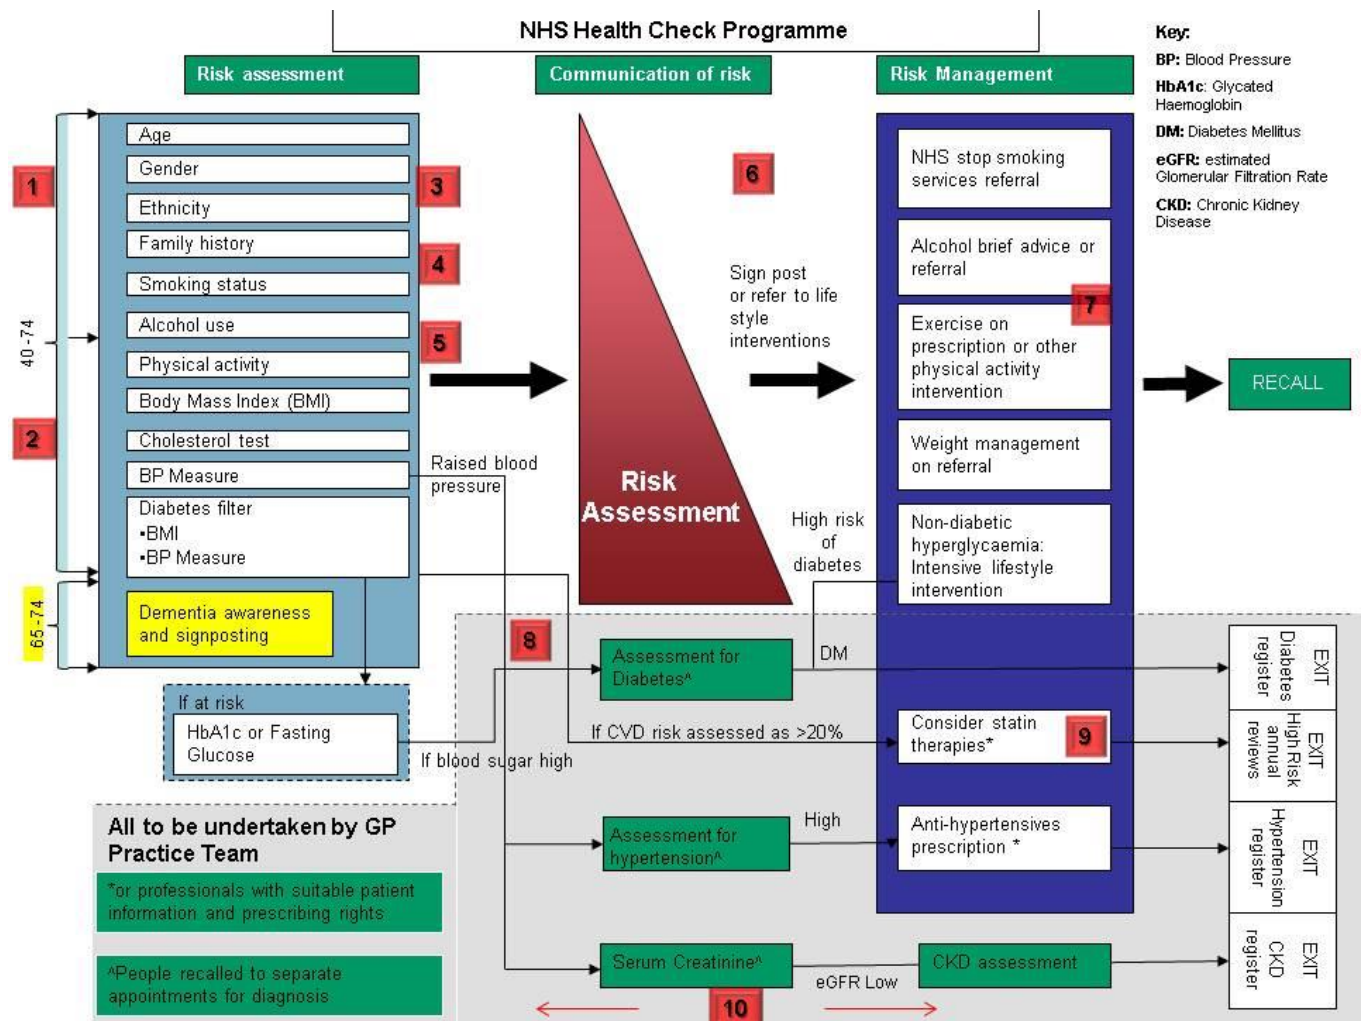 NHS Health Check Programme
Risk assessment
Communication of risk
Risk Management
Key:
BP: Blood Pressure
HbA1c: Glycated
Haemoglobin
DM: Diabetes Mellitus
eGFR: estimated
Glomerular Filtration Rate
CKD: Chronic Kidney
Disease
1
2
40-74
65-74
Age
Gender
Ethnicity
Family history
Smoking status
Alcohol use
Physical activity
Body Mass Index (BMI)
Cholesterol test
BP Measure
Diabetes filter
▪BMI
▪BP Measure
Dementia awareness
and signposting
3
4
5
If at risk
HbA1c or Fasting
Glucose
Raised blood
pressure
Risk
Assessment
6
Sign post
or refer to life
style
interventions
High risk
of
diabetes
NHS stop smoking
services referral
Alcohol brief advice or
referral
7
Exercise on
prescription or other
physical activity
intervention
Weight management
on referral
Non-diabetic
hyperglycaemia:
Intensive lifestyle
intervention
RECALL
8
If blood sugar high
Assessment for
Diabetes^
DM
If CVD risk assessed as >20%
Consider statin
therapies*
9
Assessment for
hypertension^
High
Anti-hypertensives
prescription *
Serum Creatinine^
eGFR Low
CKD assessment
10
EXIT
Diabetes
register
EXIT
High Risk
annual
reviews
EXIT
Hypertension
register
EXIT
CKD
register
All to be undertaken by GP
Practice Team
*or professionals with suitable patient
information and prescribing rights
^People recalled to separate
appointments for diagnosis